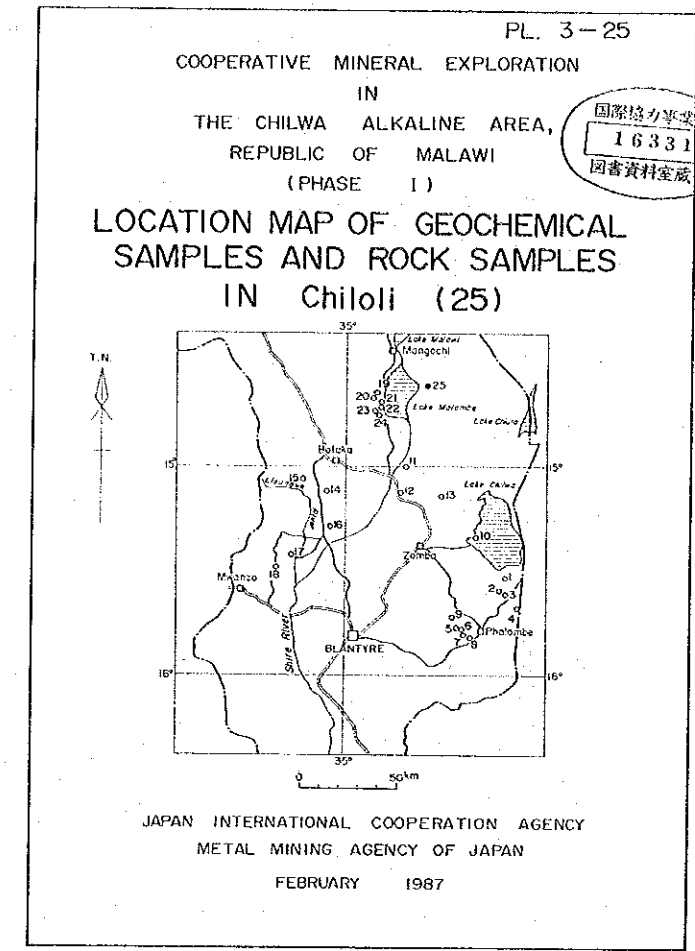 PL. 3-25
COOPERATIVE MINERAL EXPLORATION
IN
THE CHILWA ALKALINE AREA,
REPUBLIC OF MALAWI
(PHASE I)
国際協力事業
16331
図書資料室蔵
LOCATION MAP OF GEOCHEMICAL
SAMPLES AND ROCK SAMPLES
IN Chiloli (25)
T.N.
35°
Lake Malawi
Mangochi
19
25
20
21
23
22
Lake Malombe
24
Lake Chiuta
Balaka
15°
11
15°
15
14
12
13
Lake Chilwa
16
10
17
Zomba
18
1
Mwanza
2
3
4
9
5
6
Phalombe
8
BLANTYRE
Shire River
16°
16°
35°
0
50km
JAPAN INTERNATIONAL COOPERATION AGENCY
METAL MINING AGENCY OF JAPAN
FEBRUARY 1987